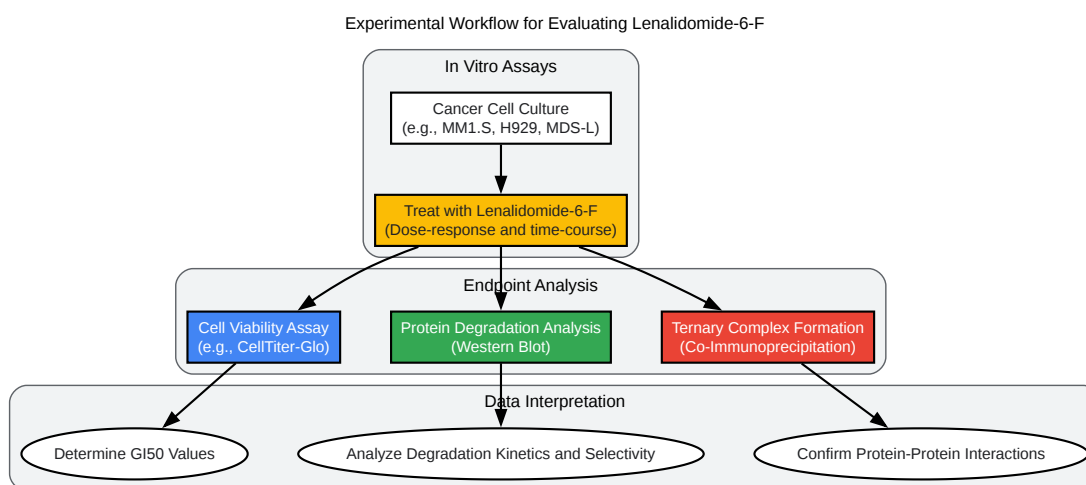 Experimental Workflow for Evaluating Lenalidomide-6-F
In Vitro Assays
Cancer Cell Culture
(e.g., MM1.S, H929, MDS-L)
Treat with Lenalidomide-6-F
(Dose-response and time-course)
Endpoint Analysis
Cell Viability Assay
(e.g., CellTiter-Glo)
Protein Degradation Analysis
(Western Blot)
Ternary Complex Formation
(Co-Immunoprecipitation)
Data Interpretation
Determine GI50 Values
Analyze Degradation Kinetics and Selectivity
Confirm Protein-Protein Interactions